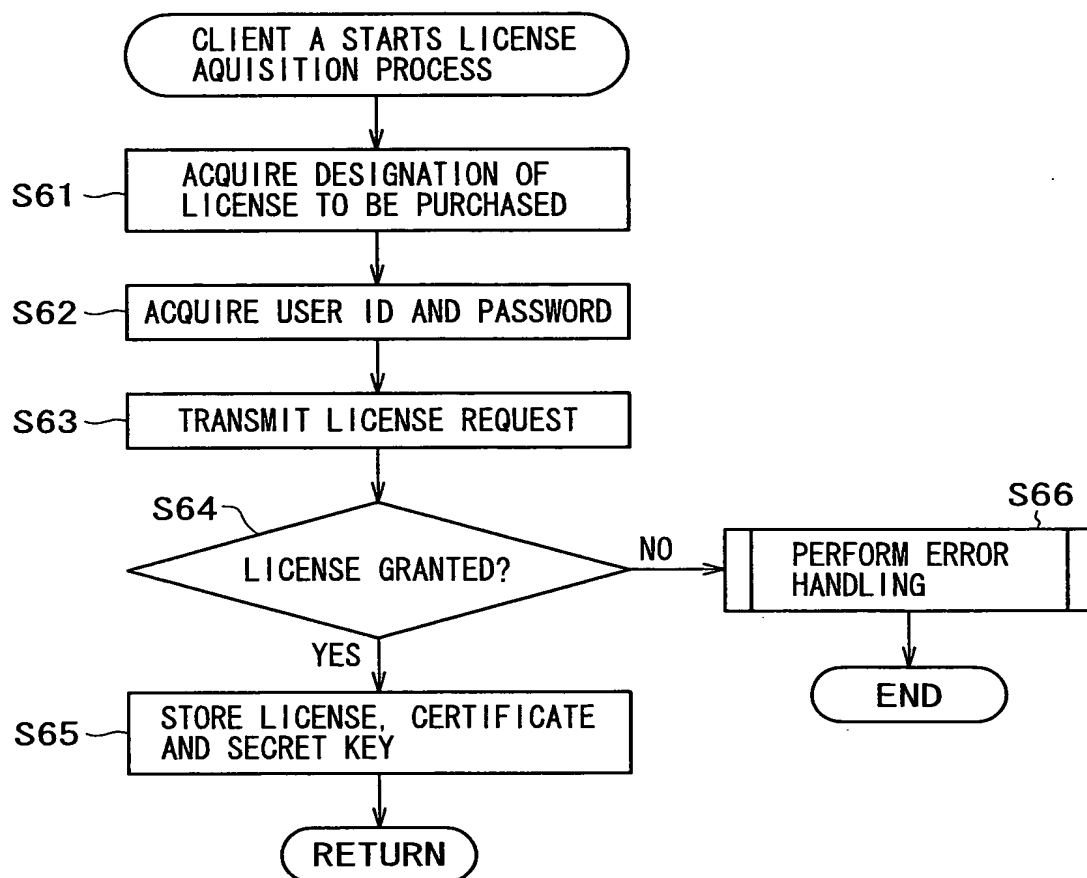 CLIENT A STARTS LICENSE
AQUISITION PROCESS
S61
ACQUIRE DESIGNATION OF
LICENSE TO BE PURCHASED
S62
ACQUIRE USER ID AND PASSWORD
S63
TRANSMIT LICENSE REQUEST
S64
LICENSE GRANTED?
NO
S66
PERFORM ERROR
HANDLING
YES
END
S65
STORE LICENSE, CERTIFICATE
AND SECRET KEY
RETURN